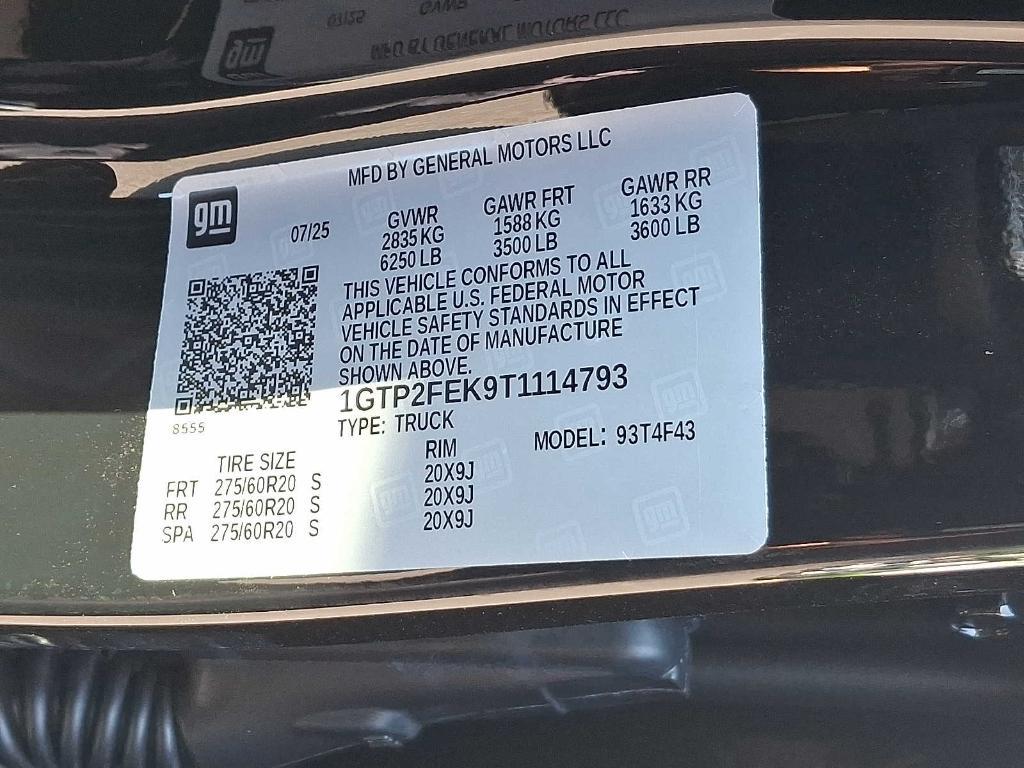 MFD BY GENERAL MOTORS LLC
gm
07/25
GVWR GAWR FRT GAWR RR
2835 KG 1588 KG 1633 KG
6250 LB 3500 LB 3600 LB
THIS VEHICLE CONFORMS TO ALL
APPLICABLE U.S. FEDERAL MOTOR
VEHICLE SAFETY STANDARDS IN EFFECT
ON THE DATE OF MANUFACTURE
SHOWN ABOVE.
1GTP2FEK9T1114793
8555
TYPE: TRUCK
MODEL: 93T4F43
TIRE SIZE RIM
FRT 275/60R20 S 20X9J
RR 275/60R20 S 20X9J
SPA 275/60R20 S 20X9J